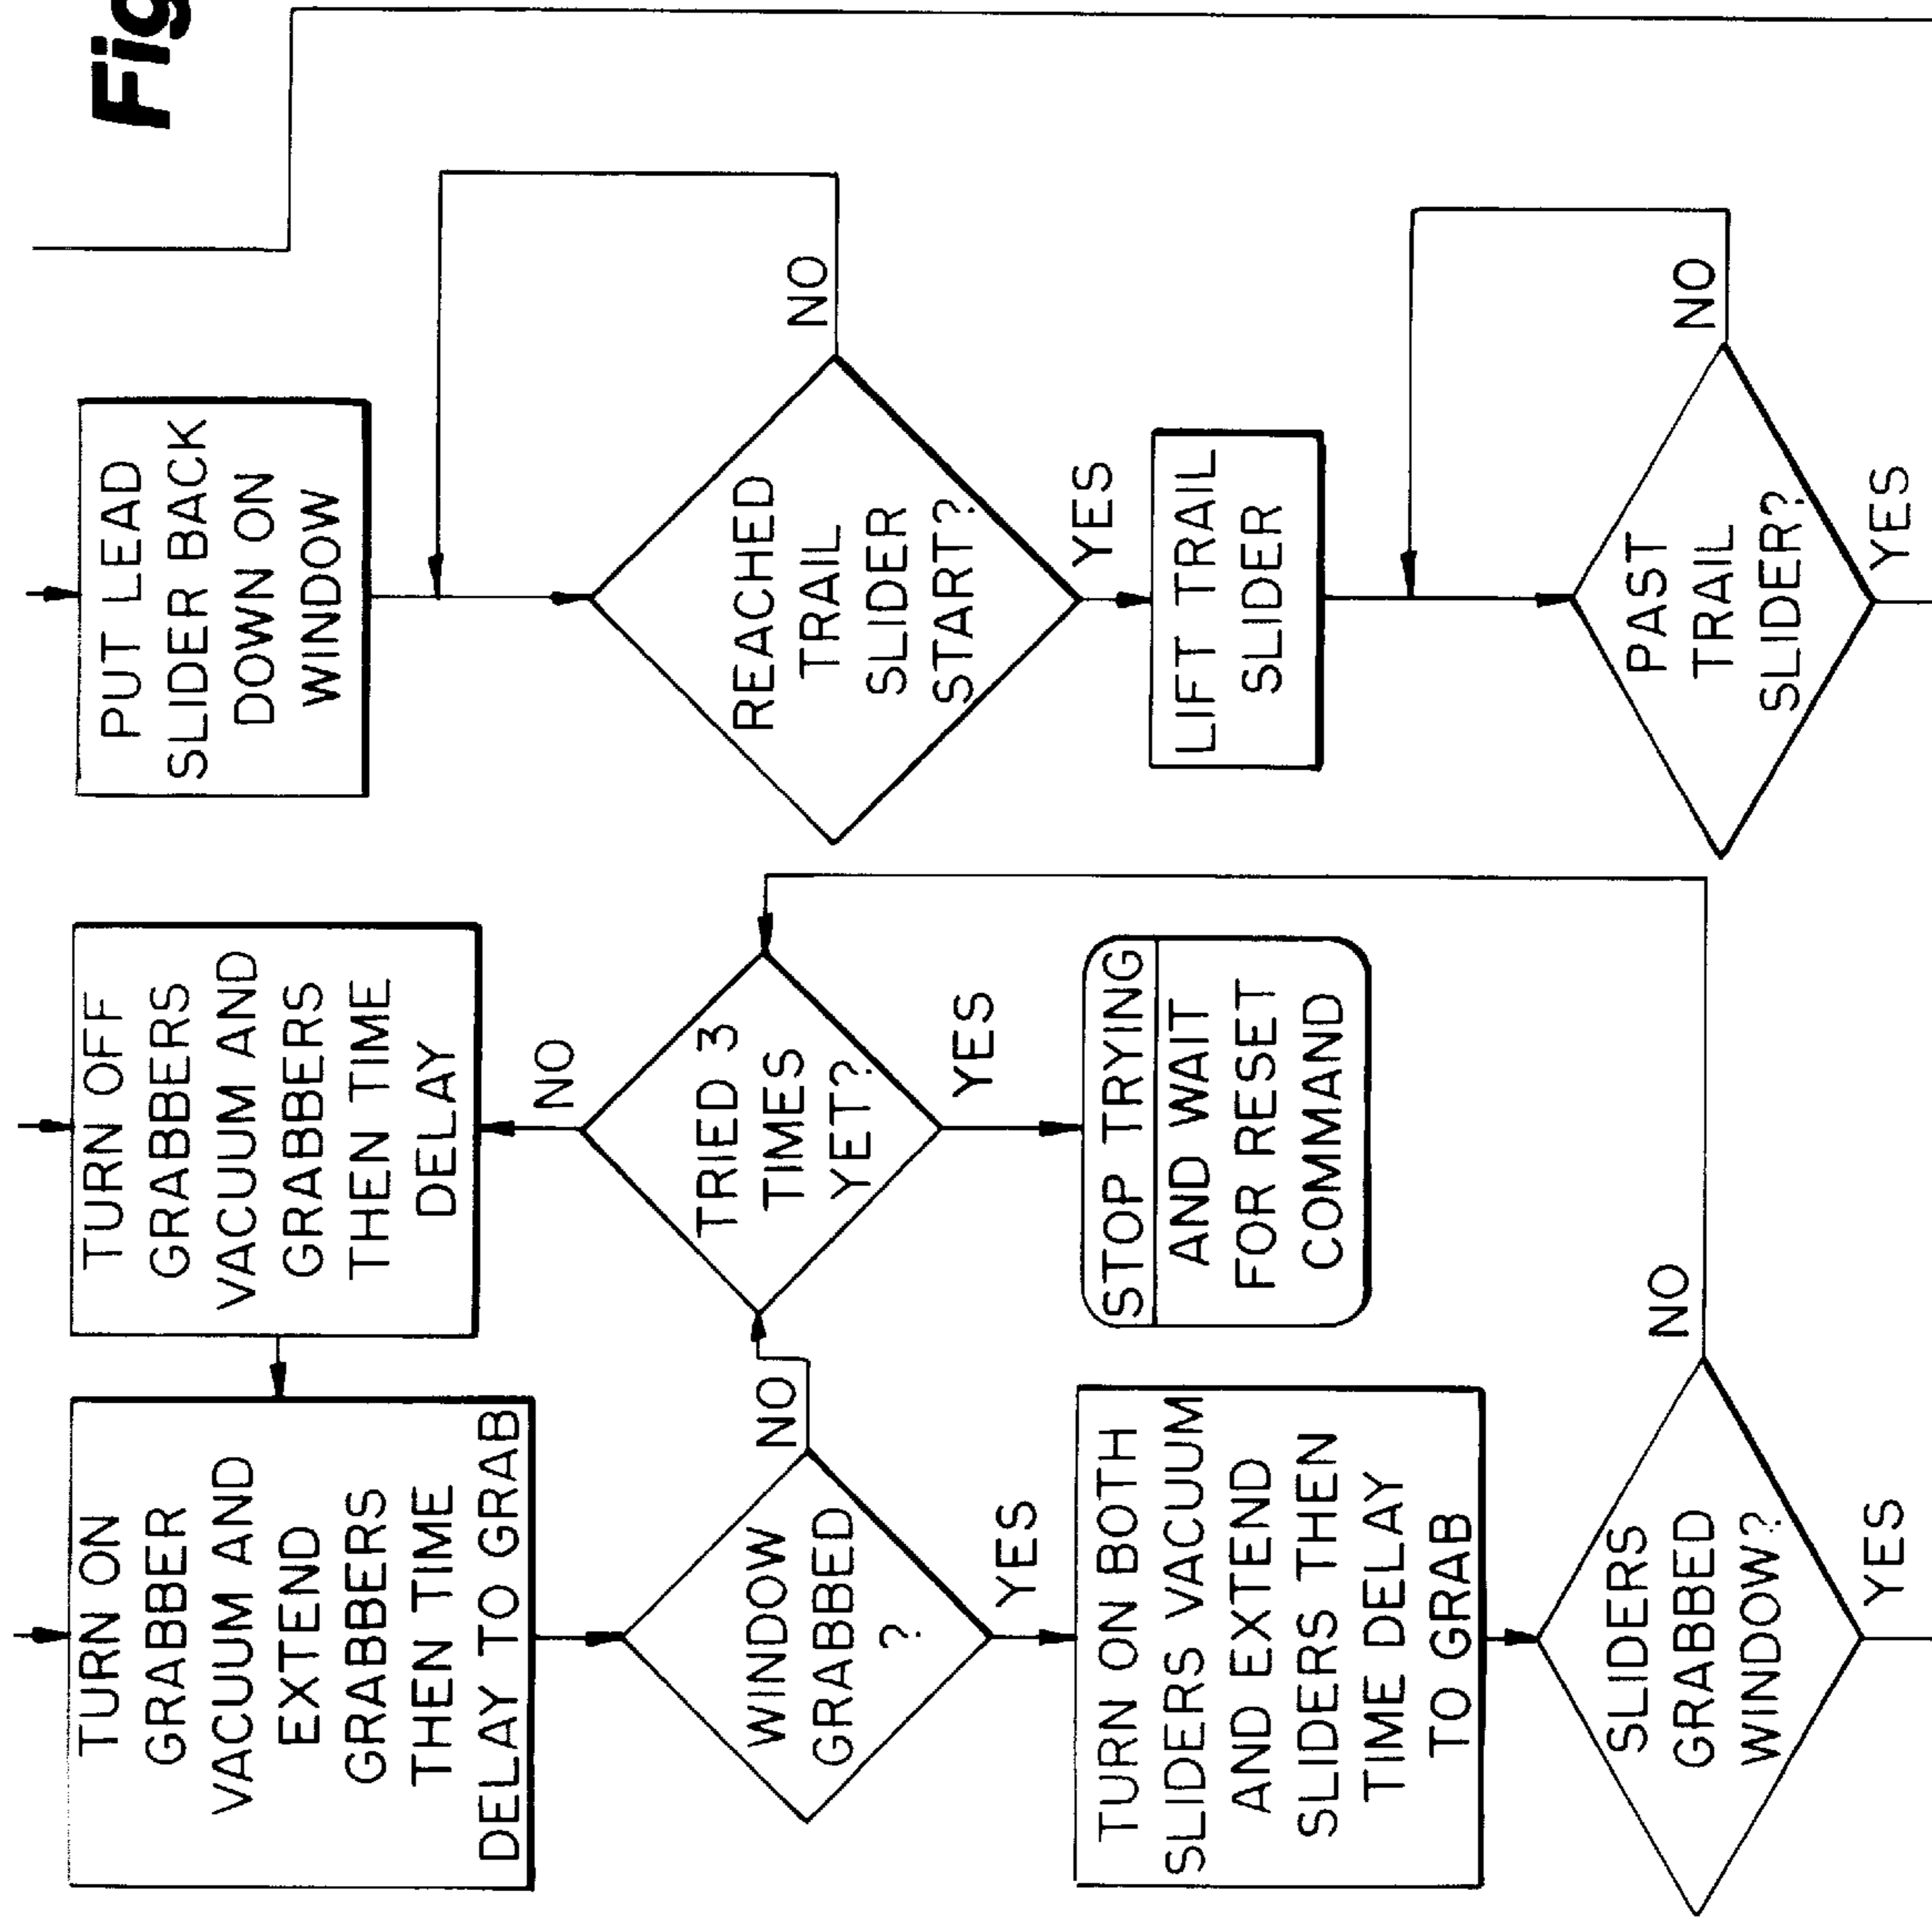 TURN ON
GRABBER
VACUUM AND
EXTEND
GRABBERS
THEN TIME
DELAY TO GRAB
WINDOW
GRABBED
?
NO
YES
TURN ON BOTH
SLIDERS VACUUM
AND EXTEND
SLIDERS THEN
TIME DELAY
TO GRAB
SLIDERS
GRABBED
WINDOW?
NO
YES
TURN OFF
GRABBERS
VACUUM AND
GRABBERS
THEN TIME
DELAY
NO
TRIED 3
TIMES
YET?
YES
STOP TRYING
AND WAIT
FOR RESET
COMMAND
PUT LEAD
SLIDER BACK
DOWN ON
WINDOW
REACHED
TRAIL
SLIDER
START?
NO
YES
LIFT TRAIL
SLIDER
PAST
TRAIL
SLIDER?
NO
YES
Fig